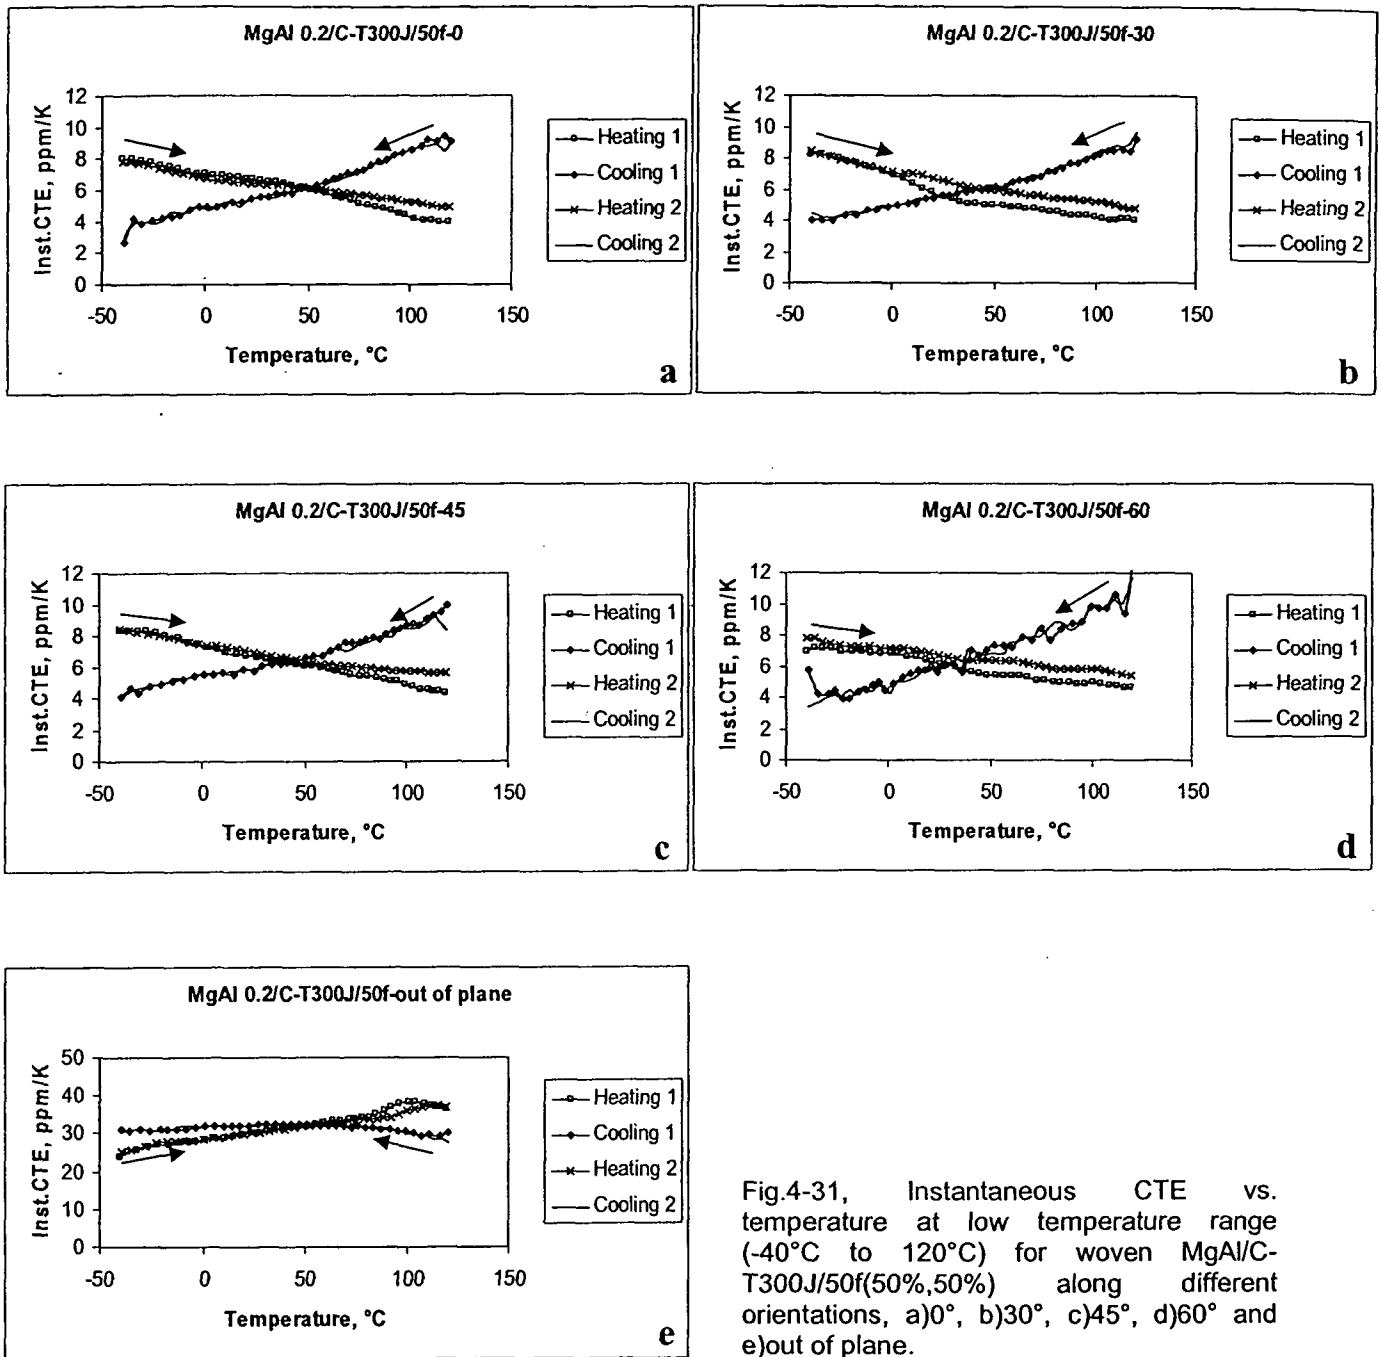 MgAl 0.2/C-T300J/50f-0
12
10
8
6
4
2
0
Inst.CTE, ppm/K
-50 0 50 100 150
Temperature, °C
Heating 1
Cooling 1
Heating 2
Cooling 2
a
MgAl 0.2/C-T300J/50f-30
12
10
8
6
4
2
0
Inst.CTE, ppm/K
-50 0 50 100 150
Temperature, °C
Heating 1
Cooling 1
Heating 2
Cooling 2
b
MgAl 0.2/C-T300J/50f-45
12
10
8
6
4
2
0
Inst.CTE, ppm/K
-50 0 50 100 150
Temperature, °C
Heating 1
Cooling 1
Heating 2
Cooling 2
c
MgAl 0.2/C-T300J/50f-60
12
10
8
6
4
2
0
Inst.CTE, ppm/K
-50 0 50 100 150
Temperature, °C
Heating 1
Cooling 1
Heating 2
Cooling 2
d
MgAl 0.2/C-T300J/50f-out of plane
50
40
30
20
10
0
Inst.CTE, ppm/K
-50 0 50 100 150
Temperature, °C
Heating 1
Cooling 1
Heating 2
Cooling 2
e
Fig.4-31, Instantaneous CTE vs.
temperature at low temperature range
(-40°C to 120°C) for woven MgAl/C-
T300J/50f(50%,50%) along different
orientations, a)0°, b)30°, c)45°, d)60° and
e)out of plane.